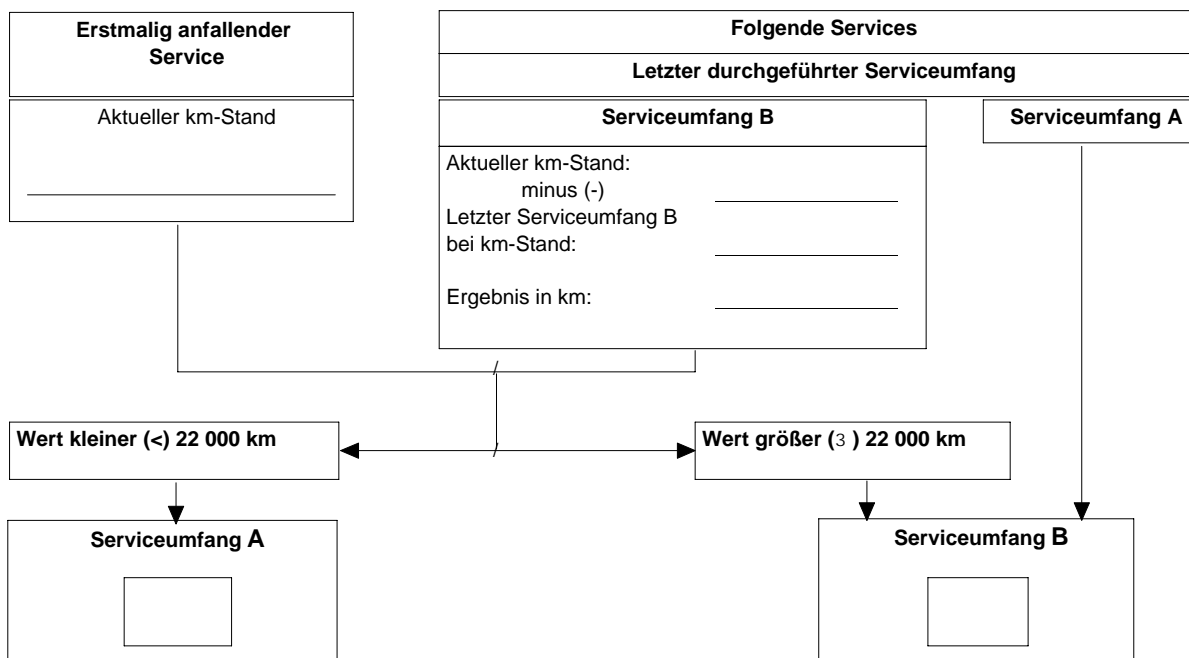 Erstmalig anfallender
Service
Aktueller km-Stand
Folgende Services
Letzter durchgeführter Serviceumfang
Serviceumfang B
Serviceumfang A
Aktueller km-Stand:
minus (-)
Letzter Serviceumfang B
bei km-Stand:
Ergebnis in km:
Wert kleiner (<) 22 000 km
Wert größer (3 ) 22 000 km
Serviceumfang A
Serviceumfang B